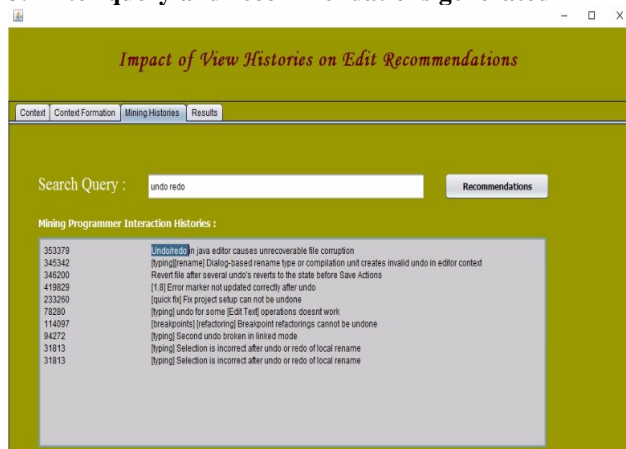 Impact of View Histories on Edit Recommendations
Context Context Formation Mining Histories Results
Search Query : undo redo Recommendations
Mining Programmer Interaction Histories :
353379 Undo/redo in java editor causes unrecoverable file corruption
345342 [typing][rename] Dialog-based rename type or compilation unit creates invalid undo in editor context
346200 Revert file after several undo's reverts to the state before Save Actions
419829 [1.8] Error marker not updated correctly after undo
233260 [quick fix] Fix project setup can not be undone
78280 [typing] undo for some [Edit Text] operations doesnt work
114097 [breakpoints] [refactoring] Breakpoint refactorings cannot be undone
94272 [typing] Second undo broken in linked mode
31813 [typing] Selection is incorrect after undo or redo of local rename
31813 [typing] Selection is incorrect after undo or redo of local rename